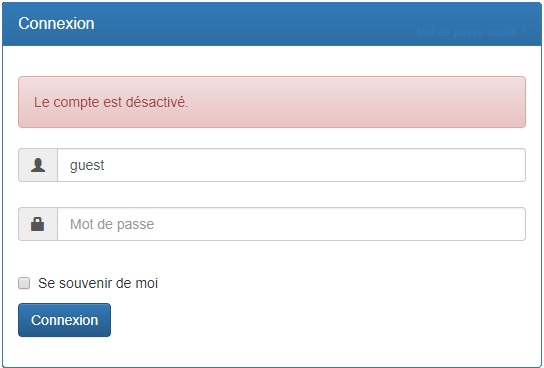 Connexion
Mot de passe oublié ?
Le compte est désactivé.
guest
Mot de passe
Se souvenir de moi
Connexion